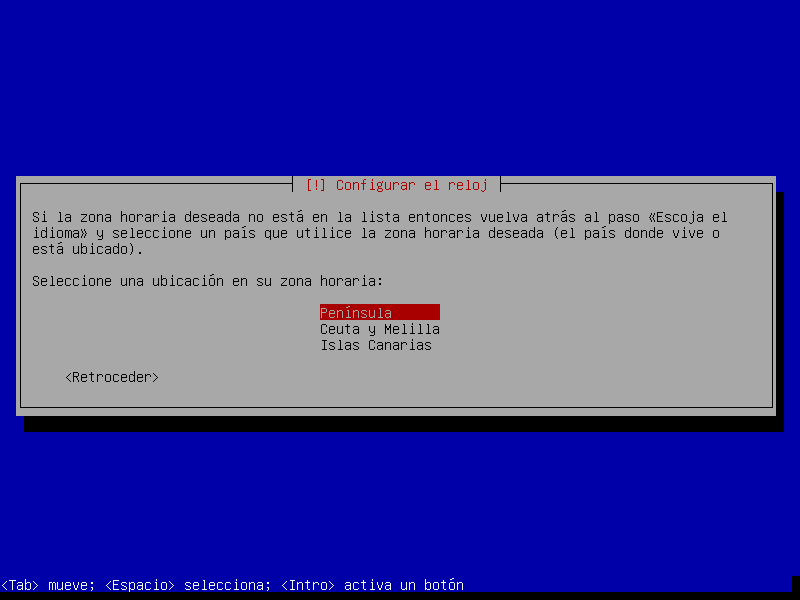 [!] Configurar el reloj
Si la zona horaria deseada no está en la lista entonces vuelva atrás al paso «Escoja el
idioma» y seleccione un país que utilice la zona horaria deseada (el país donde vive o
está ubicado).
Seleccione una ubicación en su zona horaria:
Península
Ceuta y Melilla
Islas Canarias
<Retroceder>
<Tab> mueve; <Espacio> selecciona; <Intro> activa un botón